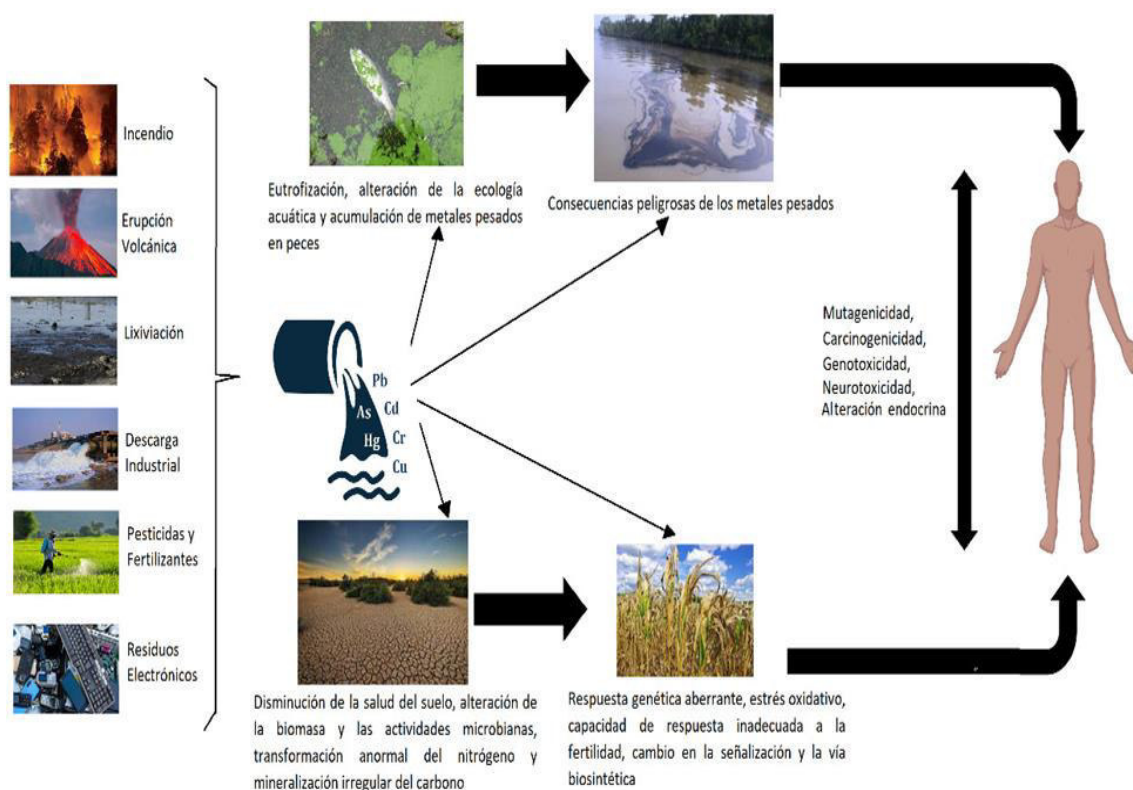 Incendio
Erupción
Volcánica
Lixiviación
Descarga
Industrial
Pesticidas y
Fertilizantes
Residuos
Electrónicos
Eutrofización, alteración de la ecología
acuática y acumulación de metales pesados
en peces
Consecuencias peligrosas de los metales pesados
Pb
As
Cd
Hg
Cr
Cu
Mutagenicidad,
Carcinogenicidad,
Genotoxicidad,
Neurotoxicidad,
Alteración endocrina
Disminución de la salud del suelo, alteración de
la biomasa y las actividades microbianas,
transformación anormal del nitrógeno y
mineralización irregular del carbono
Respuesta genética aberrante, estrés oxidativo,
capacidad de respuesta inadecuada a la
fertilidad, cambio en la señalización y la vía
biosintética